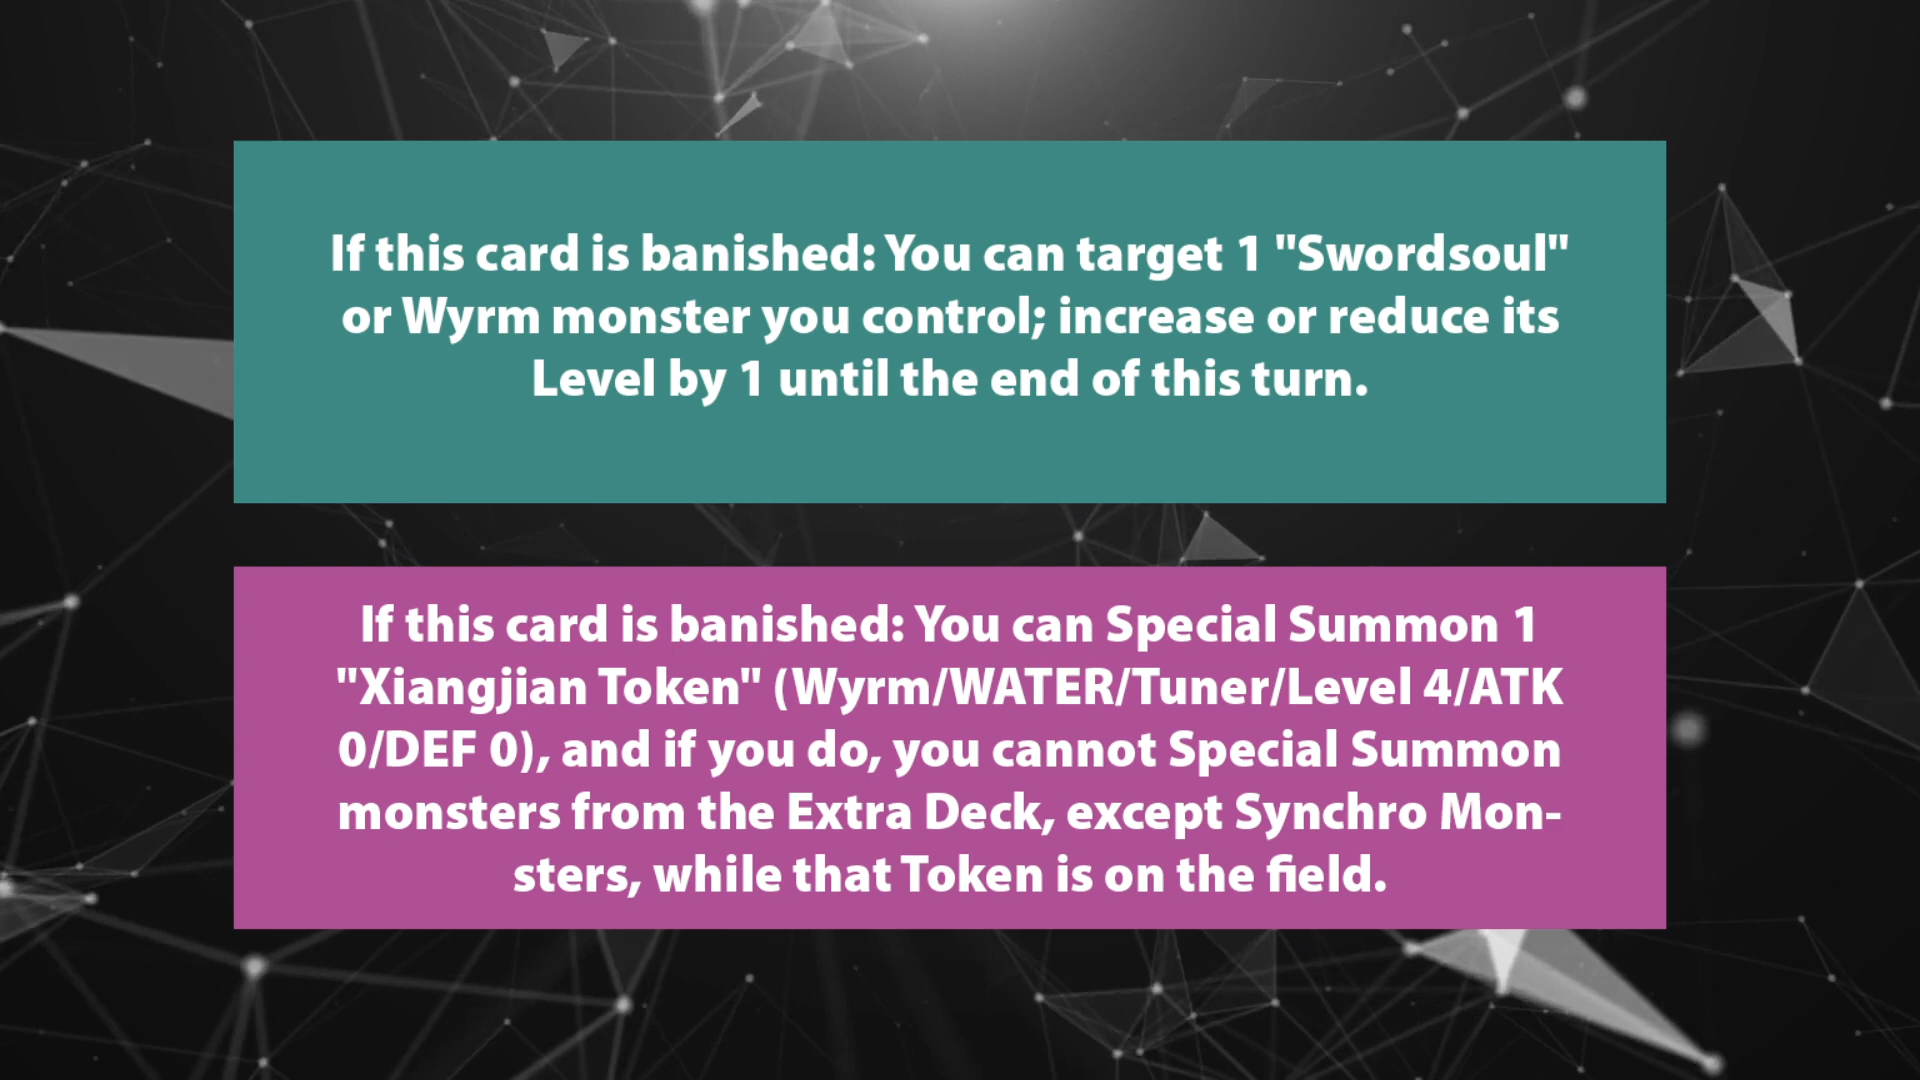 If this card is banished: You can target 1 "Swordsoul"
or Wyrm monster you control; increase or reduce its
Level by 1 until the end of this turn.
If this card is banished: You can Special Summon 1
"Xiangjian Token" (Wyrm/WATER/Tuner/Level 4/ATK
0/DEF 0), and if you do, you cannot Special Summon
monsters from the Extra Deck, except Synchro Mon-
sters, while that Token is on the field.